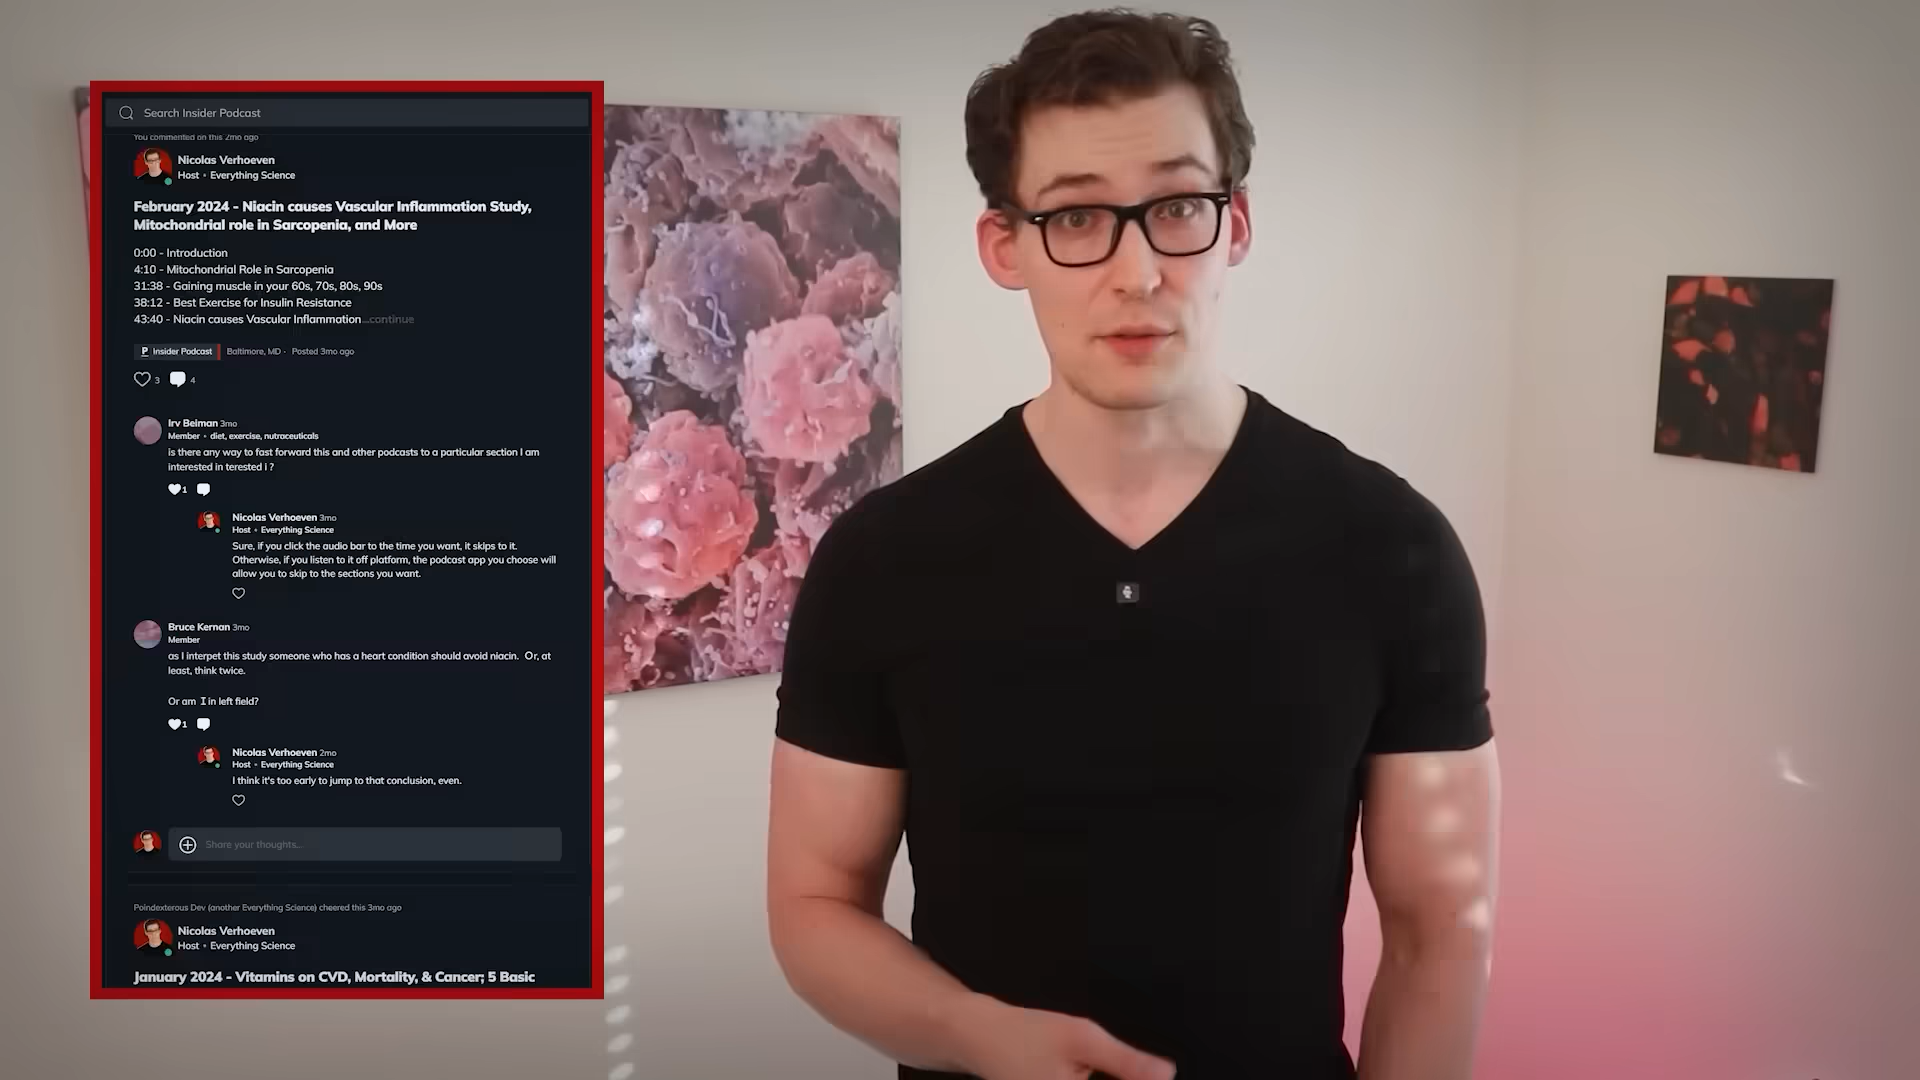 Search Insider Podcast
You commented on this 2mo ago
Nicolas Verhoeven
Host • Everything Science
February 2024 - Niacin causes Vascular Inflammation Study,
Mitochondrial role in Sarcopenia, and More
0:00 - Introduction
4:10 - Mitochondrial Role in Sarcopenia
31:38 - Gaining muscle in your 60s, 70s, 80s, 90s
38:12 - Best Exercise for Insulin Resistance
43:40 - Niacin causes Vascular Inflammation...continue
P Insider Podcast Baltimore, MD · Posted 3mo ago
3 4
Irv Beiman 3mo
Member • diet, exercise, nutraceuticals
is there any way to fast forward this and other podcasts to a particular section I am
interested in terested i ?
1
Nicolas Verhoeven 3mo
Host • Everything Science
Sure, if you click the audio bar to the time you want, it skips to it.
Otherwise, if you listen to it off platform, the podcast app you choose will
allow you to skip to the sections you want.
Bruce Kernan 3mo
Member
as I interpet this study someone who has a heart condition should avoid niacin. Or, at
least, think twice.
Or am I in left field?
1
Nicolas Verhoeven 2mo
Host • Everything Science
I think it's too early to jump to that conclusion, even.
Share your thoughts...
Poindexterous Dev (another Everything Science) cheered this 3mo ago
Nicolas Verhoeven
Host • Everything Science
January 2024 - Vitamins on CVD, Mortality, & Cancer; 5 Basic